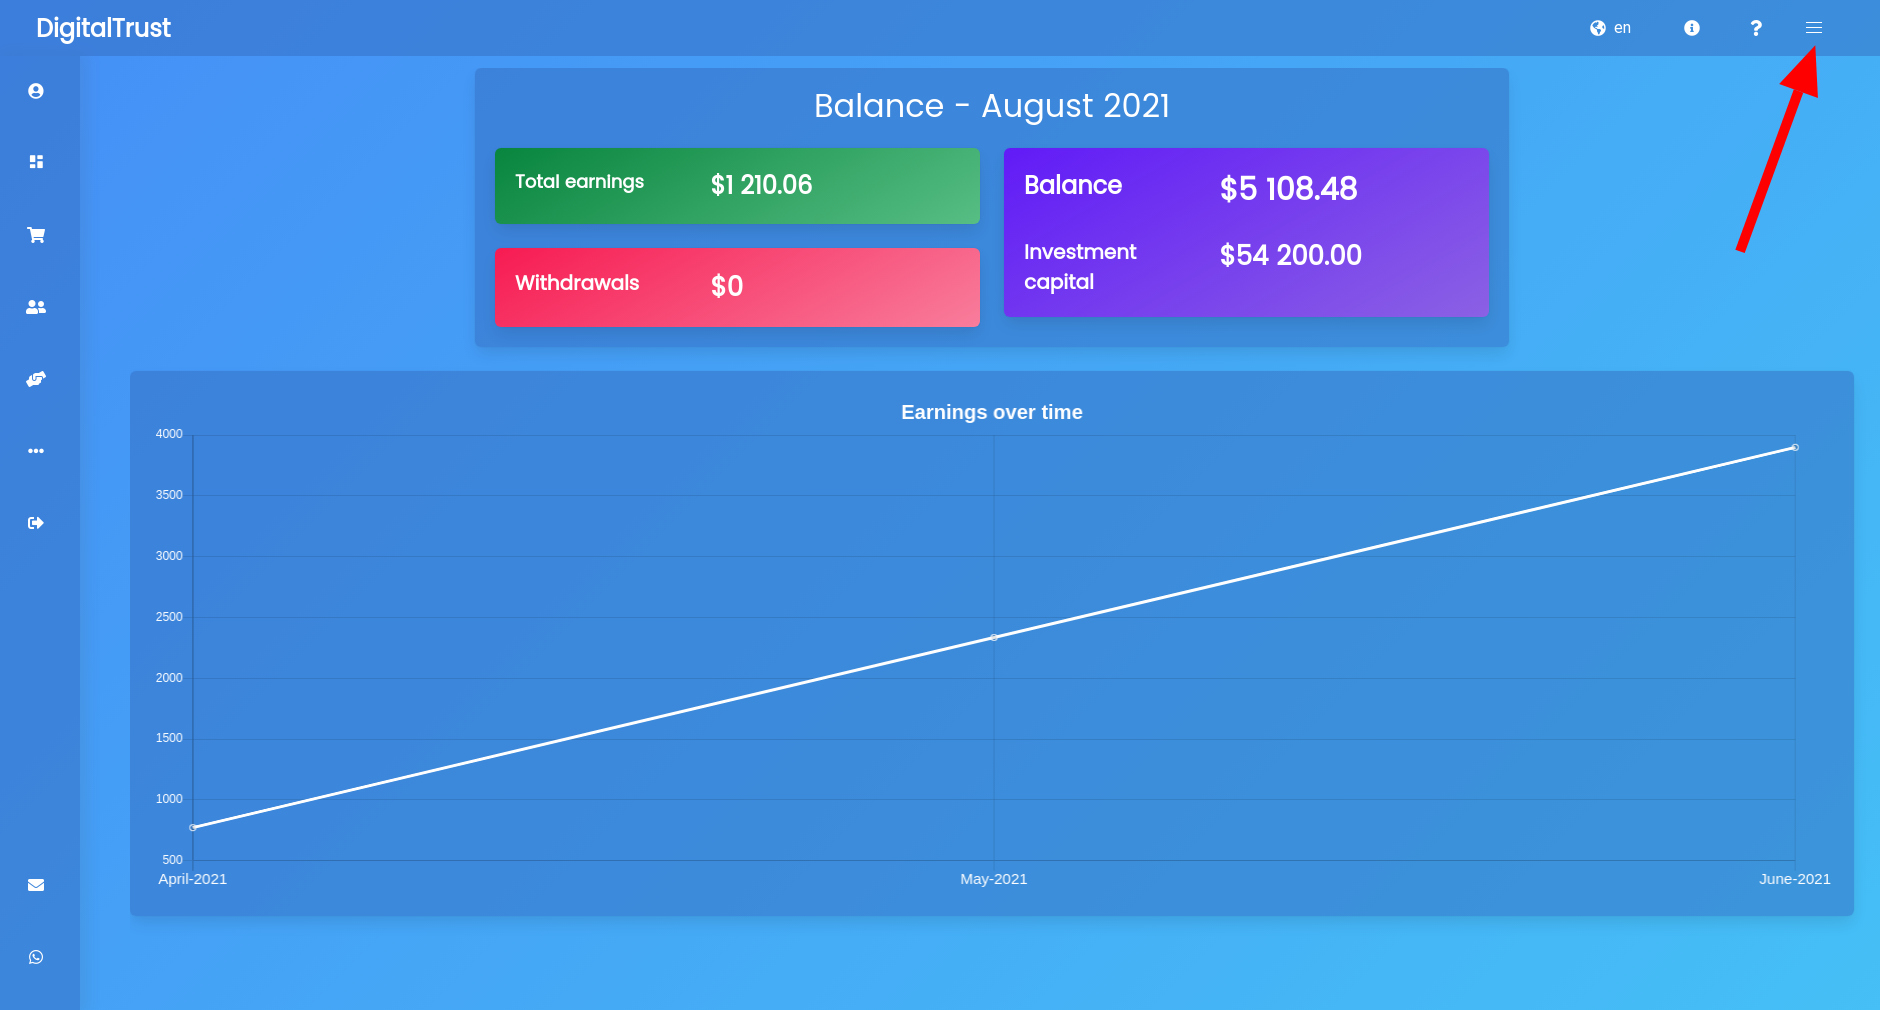 DigitalTrust
en
Balance - August 2021
Total earnings $1 210.06
Withdrawals $0
Balance $5 108.48
Investment capital $54 200.00
Earnings over time
4000
3500
3000
2500
2000
1500
1000
500
April-2021 May-2021 June-2021